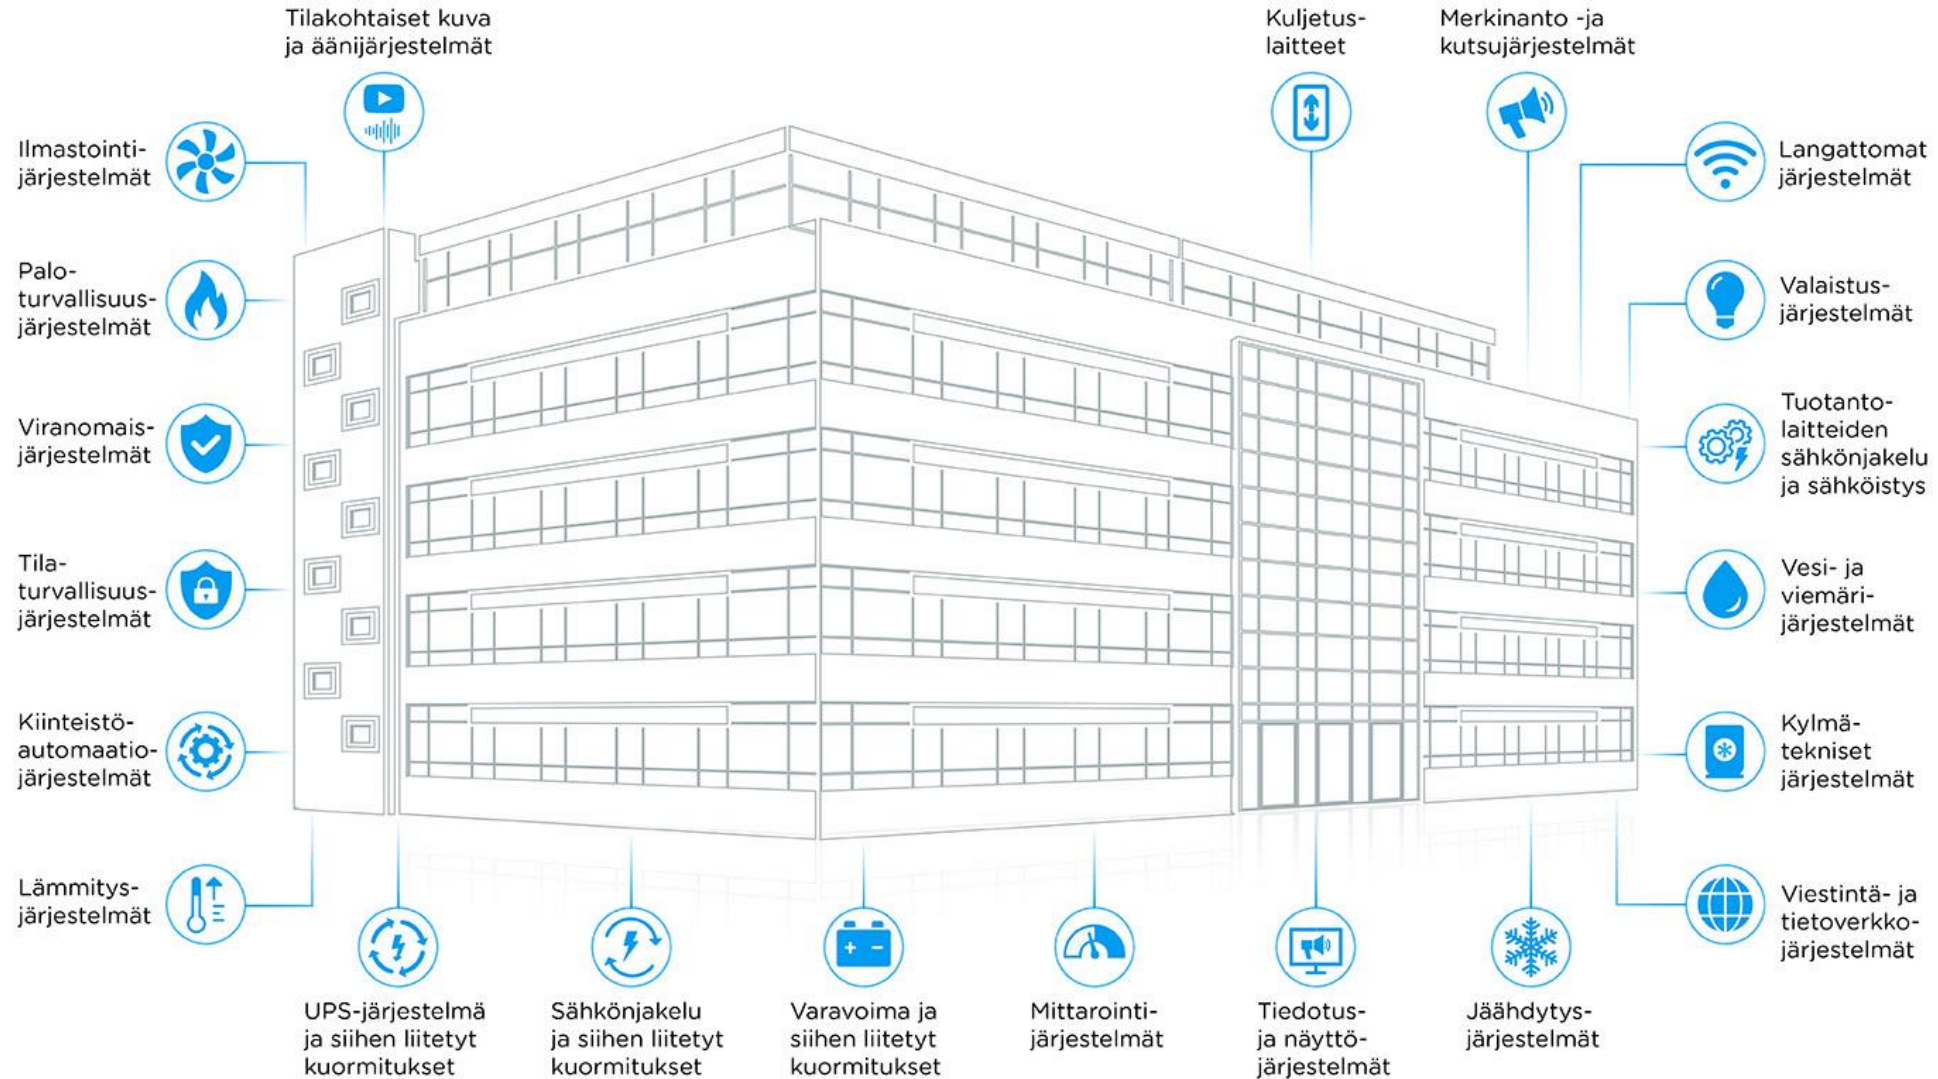 Tilakohtaiset kuva
ja äänijärjestelmät
Kuljetus-
laitteet
Merkinanto -ja
kutsujärjestelmät
Ilmastointi-
järjestelmät
Langattomat
järjestelmät
Palo-
turvallisuus-
järjestelmät
Valaistus-
järjestelmät
Viranomais-
järjestelmät
Tuotanto-
laitteiden
sähkönjakelu
ja sähköistys
Tila-
turvallisuus-
järjestelmät
Vesi- ja
viemäri-
järjestelmät
Kiinteistö-
automaatio-
järjestelmät
Kylmä-
tekniset
järjestelmät
Lämmitys-
järjestelmät
Viestintä- ja
tietoverkko-
järjestelmät
UPS-järjestelmä
ja siihen liitetyt
kuormitukset
Sähkönjakelu
ja siihen liitetyt
kuormitukset
Varavoima ja
siihen liitetyt
kuormitukset
Mittarointi-
järjestelmät
Tiedotus-
ja näyttö-
järjestelmät
Jäähdytys-
järjestelmät